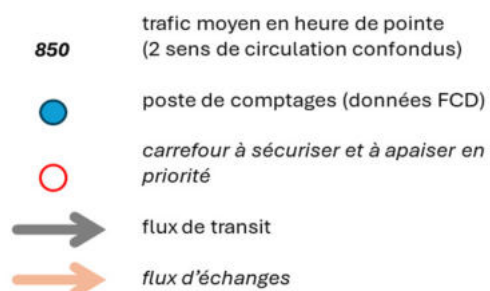 850
trafic moyen en heure de pointe
(2 sens de circulation confondus)
poste de comptages (données FCD)
carrefour à sécuriser et à apaiser en
priorité
flux de transit
flux d'échanges